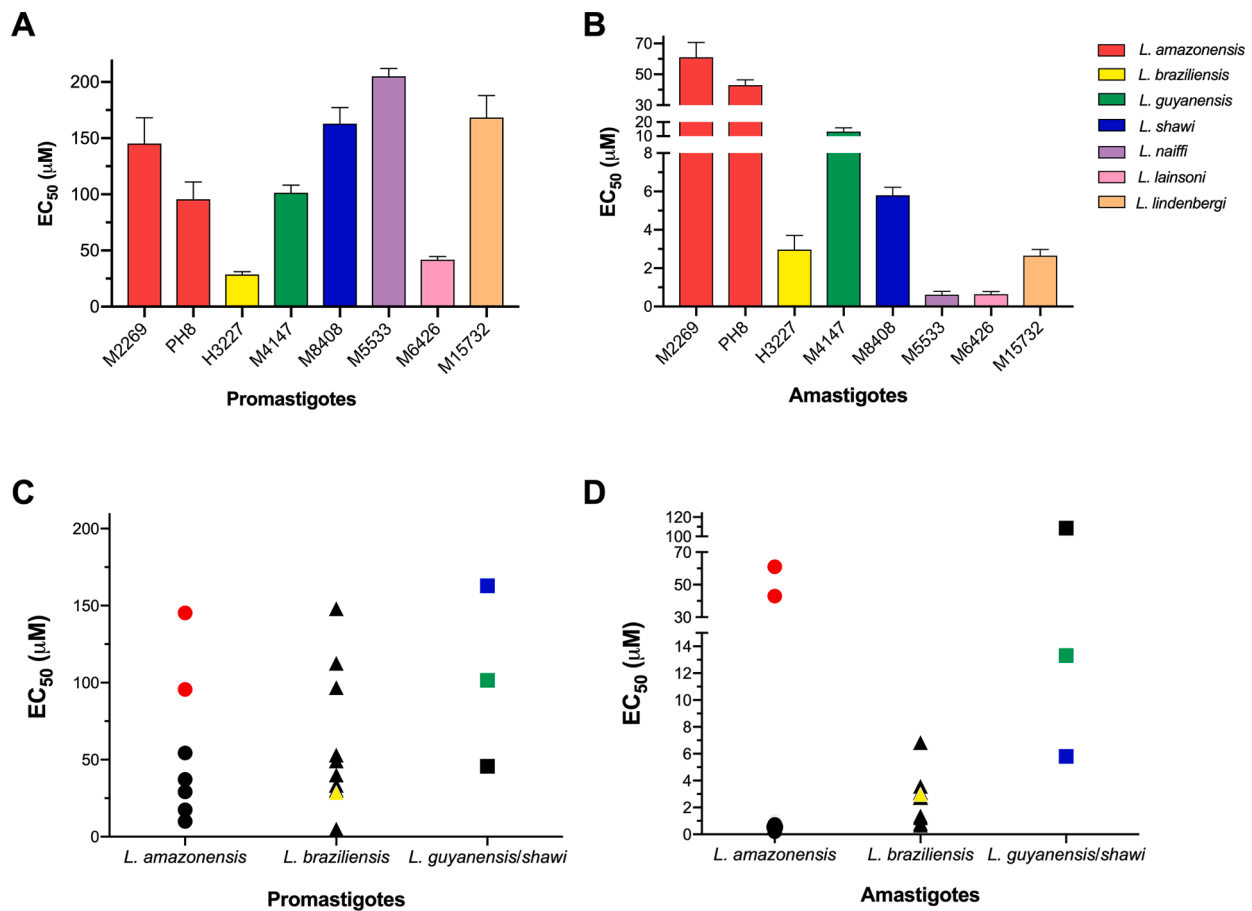 A
EC50 (μM)
200
150
100
50
0
M2269
PH8
H3227
M4147
M8408
M5533
M6426
M15732
Promastigotes
B
EC50 (μM)
70
50
30
20
10
8
6
4
2
0
M2269
PH8
H3227
M4147
M8408
M5533
M6426
M15732
Amastigotes
L. amazonensis
L. braziliensis
L. guyanensis
L. shawi
L. naiffi
L. lainsoni
L. lindenbergi
C
EC50 (μM)
200
150
100
50
0
L. amazonensis
L. braziliensis
L. guyanensis/shawi
Promastigotes
D
EC50 (μM)
120
100
70
50
30
14
12
10
8
6
4
2
0
L. amazonensis
L. braziliensis
L. guyanensis/shawi
Amastigotes